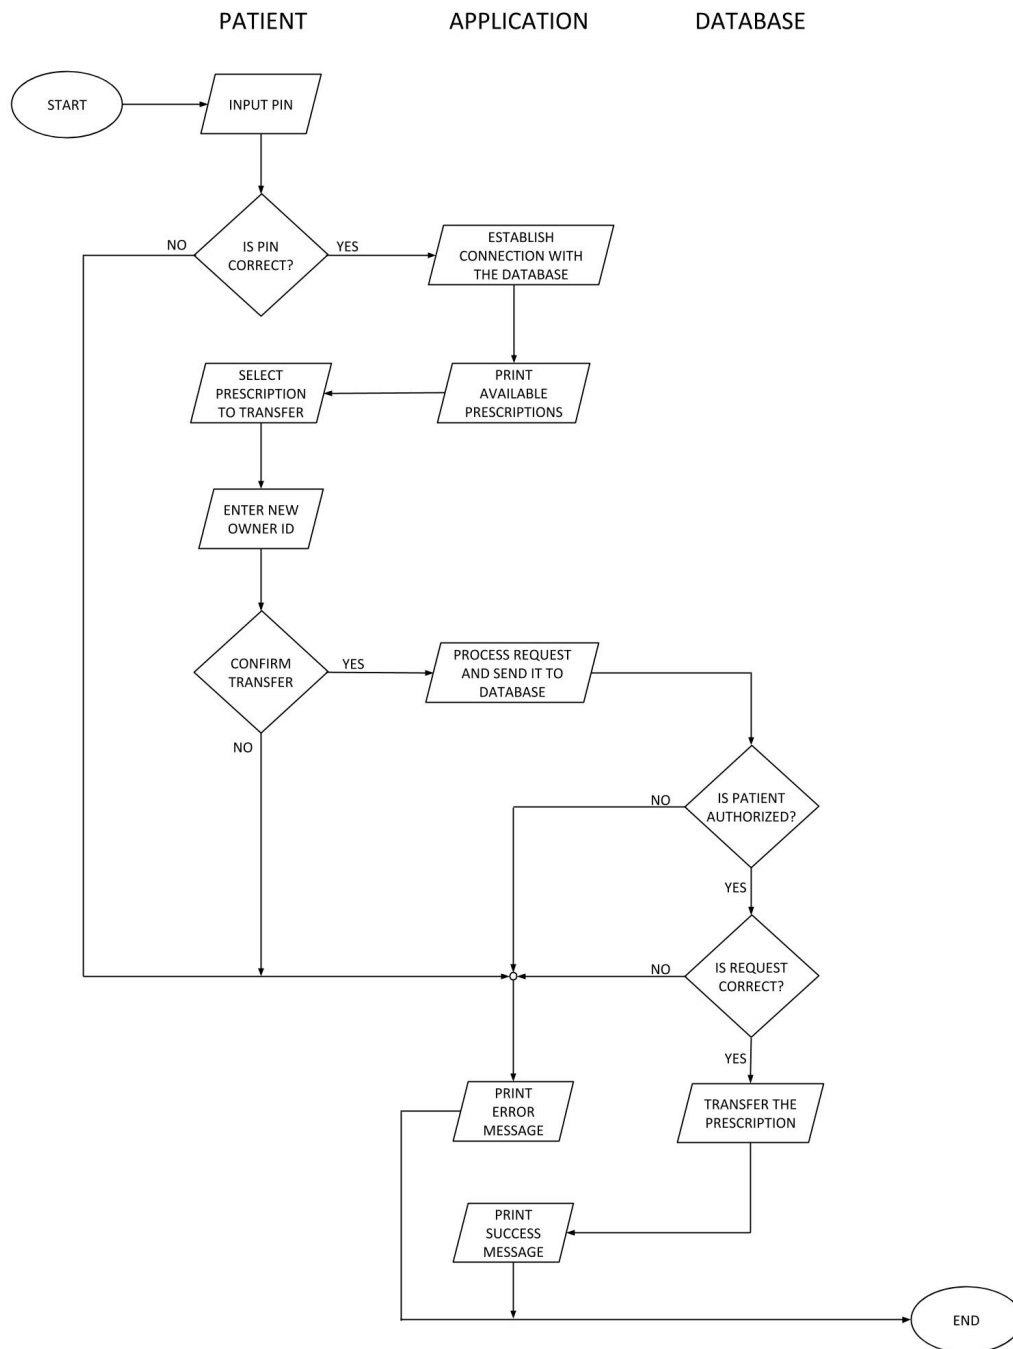 PATIENT
APPLICATION
DATABASE
START
INPUT PIN
NO
IS PIN
CORRECT?
YES
ESTABLISH
CONNECTION WITH
THE DATABASE
SELECT
PRESCRIPTION
TO TRANSFER
PRINT
AVAILABLE
PRESCRIPTIONS
ENTER NEW
OWNER ID
CONFIRM
TRANSFER
YES
PROCESS REQUEST
AND SEND IT TO
DATABASE
NO
NO
IS PATIENT
AUTHORIZED?
YES
NO
IS REQUEST
CORRECT?
YES
PRINT
ERROR
MESSAGE
TRANSFER THE
PRESCRIPTION
PRINT
SUCCESS
MESSAGE
END